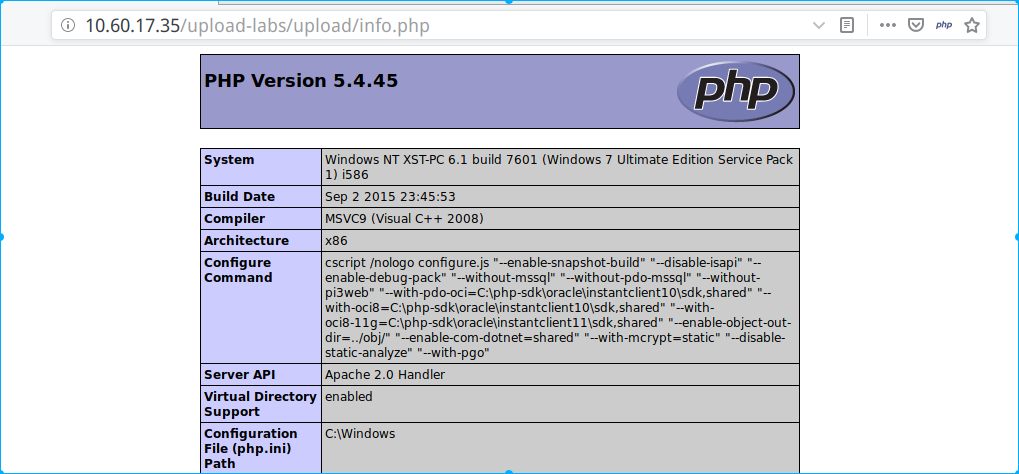 10.60.17.35/upload-labs/upload/info.php
php
PHP Version 5.4.45
php
System
Windows NT XST-PC 6.1 build 7601 (Windows 7 Ultimate Edition Service Pack
1) i586
Build Date
Sep 2 2015 23:45:53
Compiler
MSVC9 (Visual C++ 2008)
Architecture
x86
Configure
Command
cscript /nologo configure.js "--enable-snapshot-build" "--disable-isapi" "--
enable-debug-pack" "--without-mssql" "--without-pdo-mssql" "--without-
pi3web" "--with-pdo-oci=C:\php-sdk\oracle\instantclient10\sdk,shared" "--
with-oci8=C:\php-sdk\oracle\instantclient10\sdk,shared" "--with-
oci8-11g=C:\php-sdk\oracle\instantclient11\sdk,shared" "--enable-object-out-
dir=../obj/" "--enable-com-dotnet=shared" "--with-mcrypt=static" "--disable-
static-analyze" "--with-pgo"
Server API
Apache 2.0 Handler
Virtual Directory
Support
enabled
Configuration
File (php.ini)
Path
C:\Windows